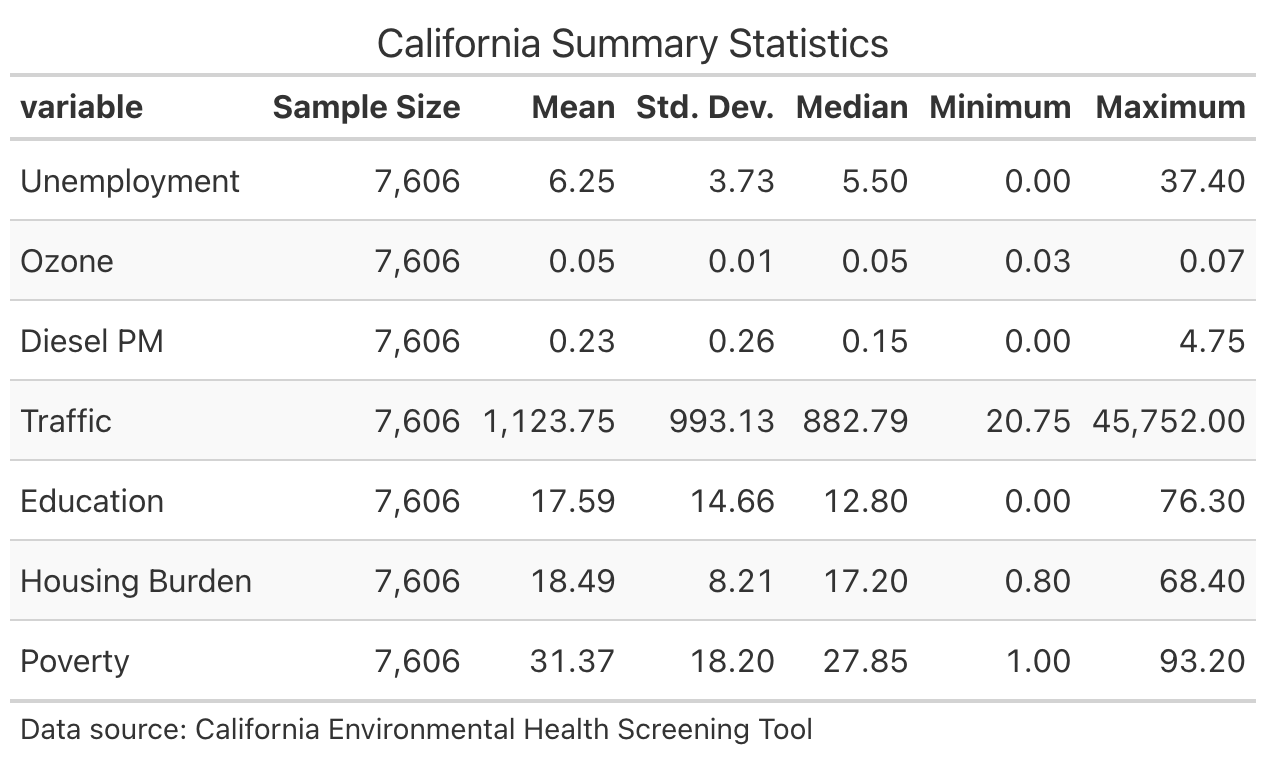 California Summary Statistics
variable Sample Size Mean Std. Dev. Median Minimum Maximum
Unemployment 7,606 6.25 3.73 5.50 0.00 37.40
Ozone 7,606 0.05 0.01 0.05 0.03 0.07
Diesel PM 7,606 0.23 0.26 0.15 0.00 4.75
Traffic 7,606 1,123.75 993.13 882.79 20.75 45,752.00
Education 7,606 17.59 14.66 12.80 0.00 76.30
Housing Burden 7,606 18.49 8.21 17.20 0.80 68.40
Poverty 7,606 31.37 18.20 27.85 1.00 93.20
Data source: California Environmental Health Screening Tool